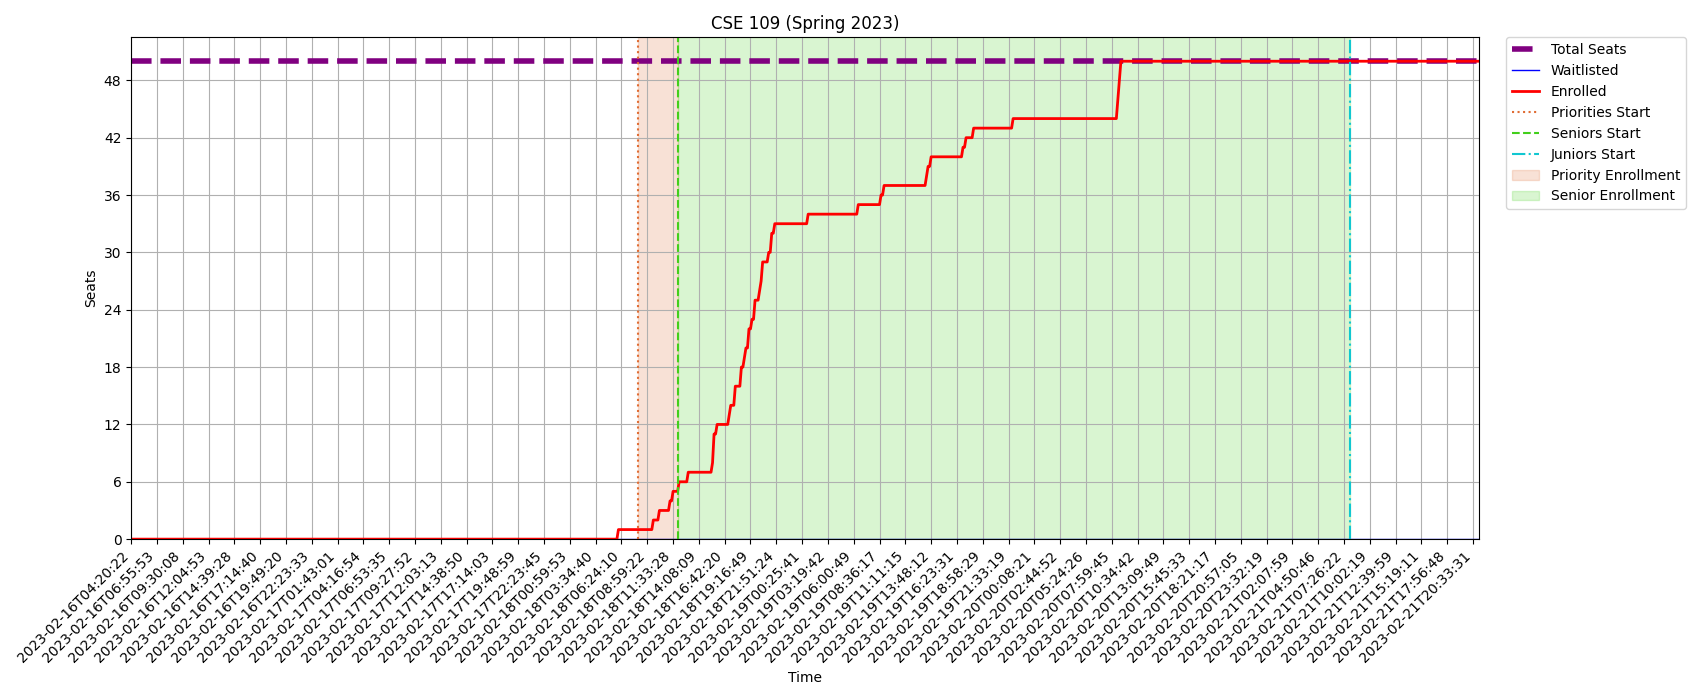 CSE 109 (Spring 2023)
Total Seats
Waitlisted
Enrolled
Priorities Start
Seniors Start
Juniors Start
Priority Enrollment
Senior Enrollment
Seats
48
42
36
30
24
18
12
6
0
2023-02-16T04:20:22
2023-02-16T06:55:53
2023-02-16T09:30:08
2023-02-16T12:04:53
2023-02-16T14:39:28
2023-02-16T17:14:40
2023-02-16T19:49:20
2023-02-16T22:23:33
2023-02-17T01:43:01
2023-02-17T04:16:54
2023-02-17T06:53:35
2023-02-17T09:27:52
2023-02-17T12:03:13
2023-02-17T14:38:50
2023-02-17T17:14:03
2023-02-17T19:48:59
2023-02-17T22:23:45
2023-02-18T00:59:53
2023-02-18T03:34:40
2023-02-18T06:24:10
2023-02-18T08:59:22
2023-02-18T11:33:28
2023-02-18T14:08:09
2023-02-18T16:42:20
2023-02-18T19:16:49
2023-02-18T21:51:24
2023-02-19T00:25:41
2023-02-19T03:19:42
2023-02-19T06:00:49
2023-02-19T08:36:17
2023-02-19T11:11:15
2023-02-19T13:48:12
2023-02-19T16:23:31
2023-02-19T18:58:29
2023-02-19T21:33:19
2023-02-20T00:08:21
2023-02-20T02:44:52
2023-02-20T05:24:26
2023-02-20T07:59:45
2023-02-20T10:34:42
2023-02-20T13:09:49
2023-02-20T15:45:33
2023-02-20T18:21:17
2023-02-20T20:57:05
2023-02-20T23:32:19
2023-02-21T02:07:59
2023-02-21T04:50:46
2023-02-21T07:26:22
2023-02-21T10:02:19
2023-02-21T12:39:59
2023-02-21T15:19:11
2023-02-21T17:56:48
2023-02-21T20:33:31
Time